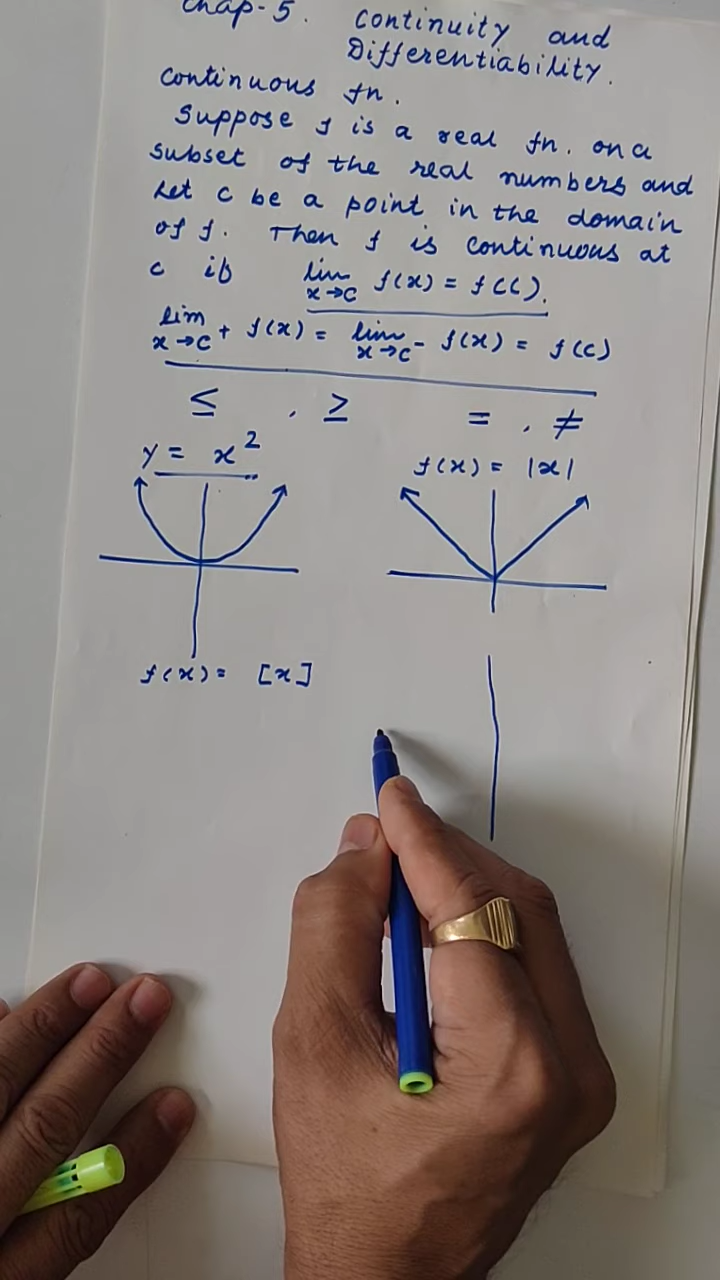 Chap-5. Continuity and
Differentiability.
Continuous fn.
Suppose f is a real fn. on a
subset of the real numbers and
Let c be a point in the domain
of f. Then f is continuous at
c if lim x→c f(x) = f(c).
lim x→c+ f(x) = lim x→c- f(x) = f(c)
≤ , ≥ = , ≠
y = x²
f(x) = |x|
f(x) = [x]